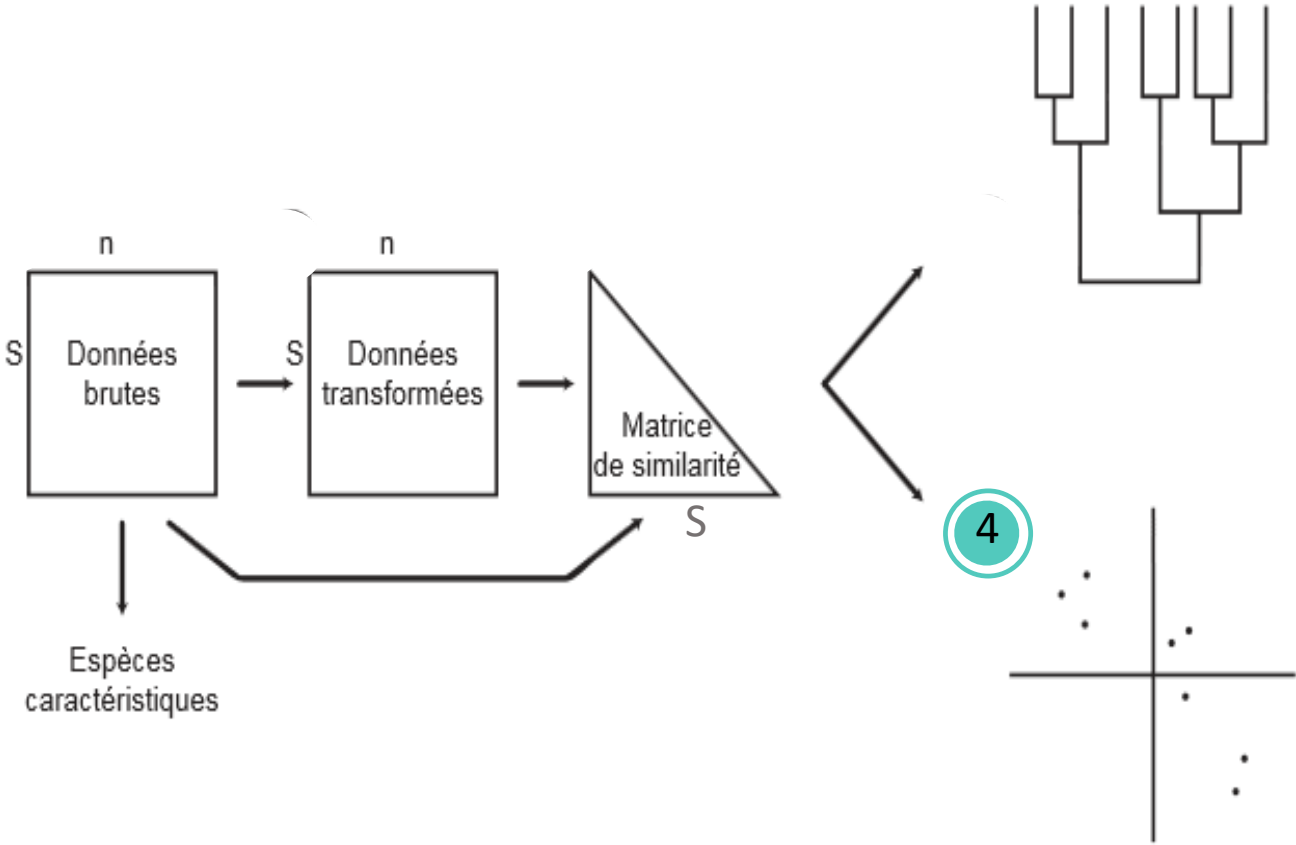 n
n
S
Données
brutes
S
Données
transformées
Matrice
de similarité
S
4
Espèces
caractéristiques